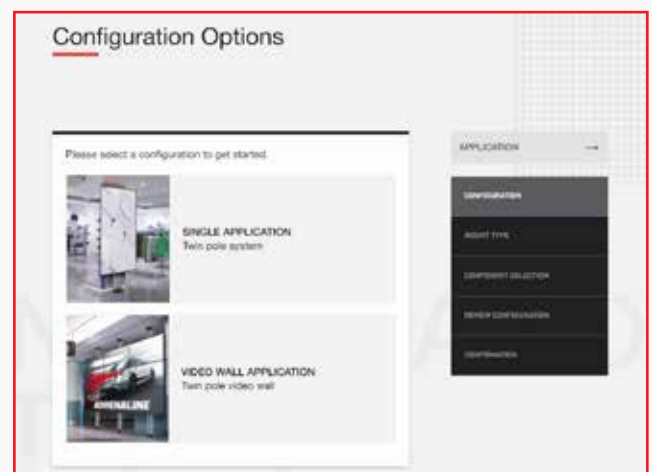 Configuration Options
Please select a configuration to get started.
SINGLE APPLICATION
Twin pole system
VIDEO WALL APPLICATION
Twin pole video wall
ADRENALINE
APPLICATION →
CONFIGURATION
MOUNT TYPE
COMPONENT SELECTION
REVIEW CONFIGURATION
CONFIRMATION